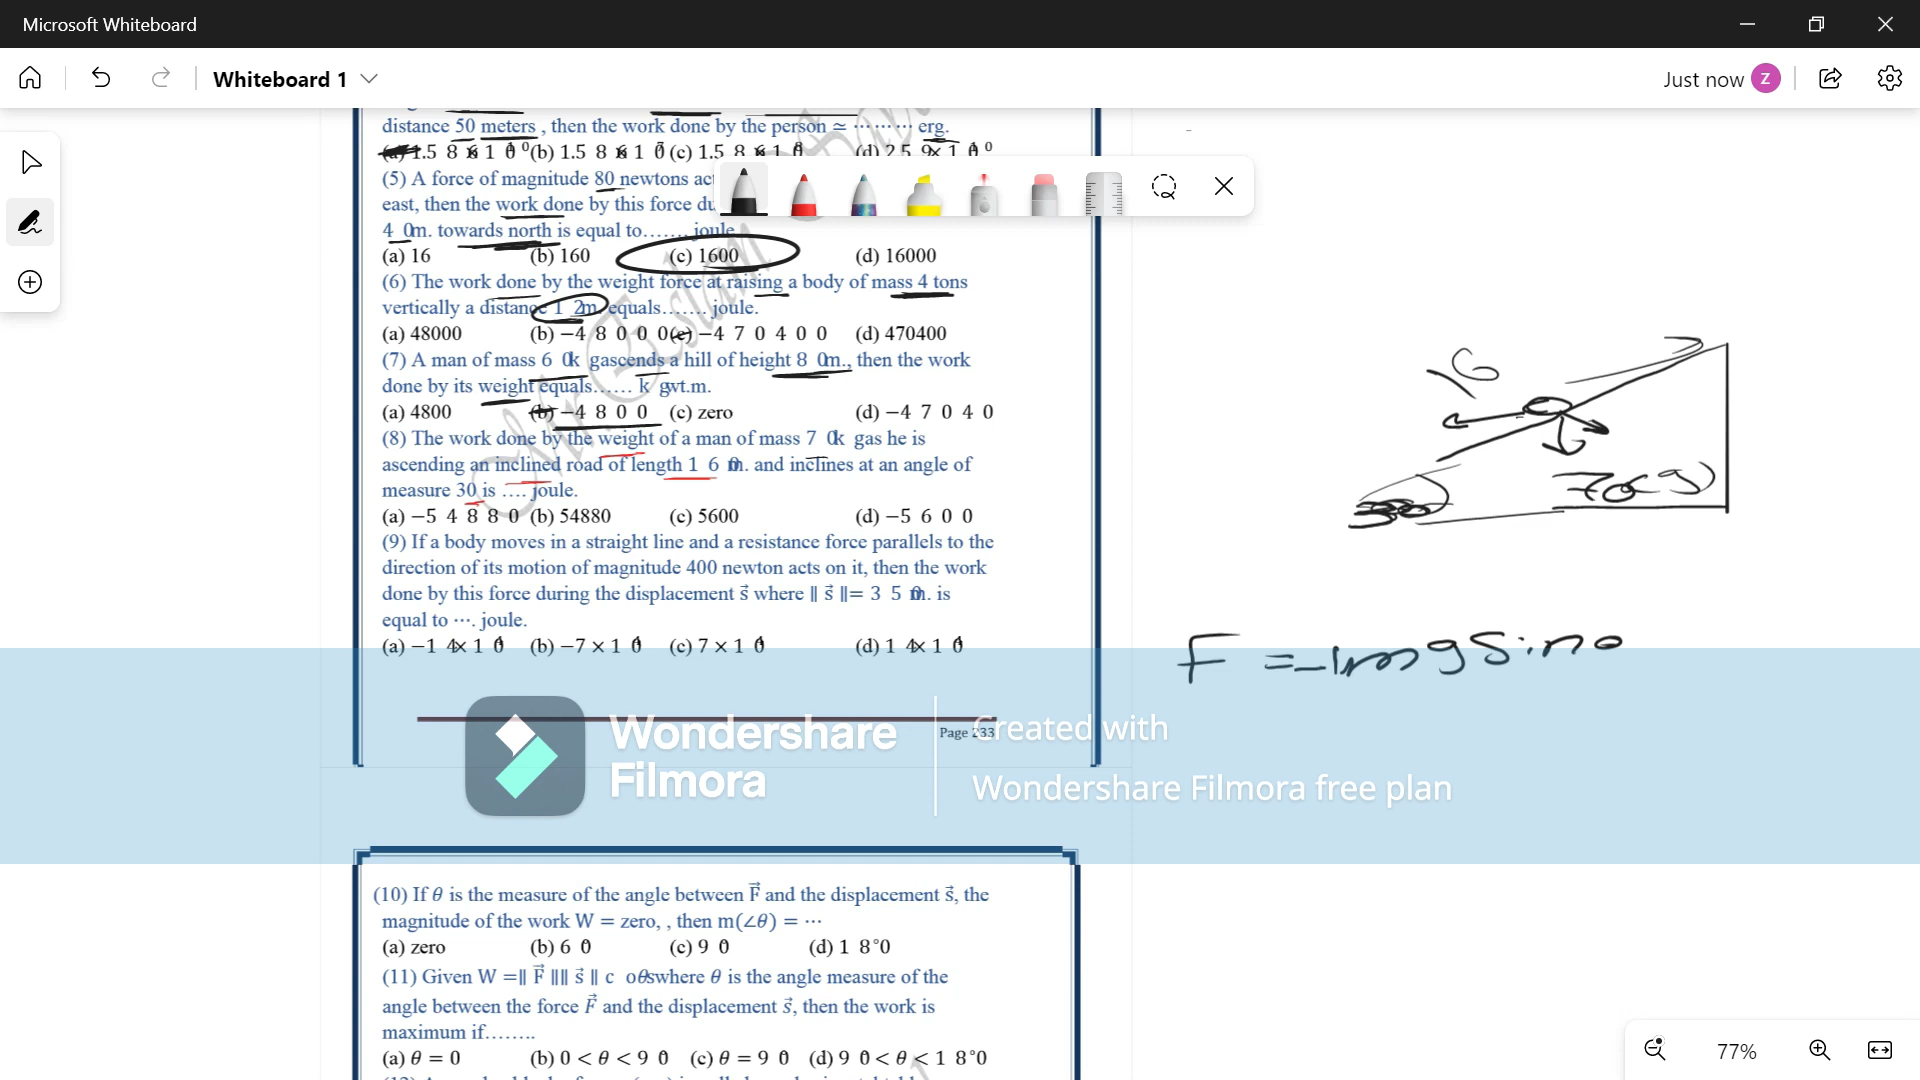 Microsoft Whiteboard
Whiteboard 1
Just now Z
distance 50 meters , then the work done by the person ≃ ⋯⋯⋯ erg.
(5) A force of magnitude 80 newtons ac
east, then the work done by this force du
4 0m. towards north is equal to……. joule
(a) 16 (b) 160 (c) 1600 (d) 16000
(6) The work done by the weight force at raising a body of mass 4 tons
vertically a distance 1 2m. equals……. joule.
(a) 48000 (b) −4 8 0 0 0 (c) −4 7 0 4 0 0 (d) 470400
(7) A man of mass 6 0k gascends a hill of height 8 0m., then the work
done by its weight equals…… k gwt.m.
(a) 4800 (b) −4 8 0 0 (c) zero (d) −4 7 0 4 0
(8) The work done by the weight of a man of mass 7 0k gas he is
ascending an inclined road of length 1 6 0m. and inclines at an angle of
measure 30 is …. joule.
(a) −5 4 8 8 0 (b) 54880 (c) 5600 (d) −5 6 0 0
(9) If a body moves in a straight line and a resistance force parallels to the
direction of its motion of magnitude 400 newton acts on it, then the work
done by this force during the displacement s⃗ where ‖ s⃗ ‖= 3 5 0m. is
equal to ⋯. joule.
(a) −1 4× 1 0⁴ (b) −7 × 1 0⁴ (c) 7 × 1 0⁴ (d) 1 4× 1 0⁴
Page 233
Wondershare
Filmora
Created with
Wondershare Filmora free plan
(10) If θ is the measure of the angle between F⃗ and the displacement s⃗, the
magnitude of the work W = zero, , then m(∠θ) = ⋯
(a) zero (b) 6 0° (c) 9 0° (d) 1 8°0
(11) Given W =‖ F⃗ ‖‖ s⃗ ‖ c oθswhere θ is the angle measure of the
angle between the force F⃗ and the displacement s⃗, then the work is
maximum if……..
(a) θ = 0 (b) 0 < θ < 9 0° (c) θ = 9 0° (d) 9 0° < θ < 1 8°0
77%